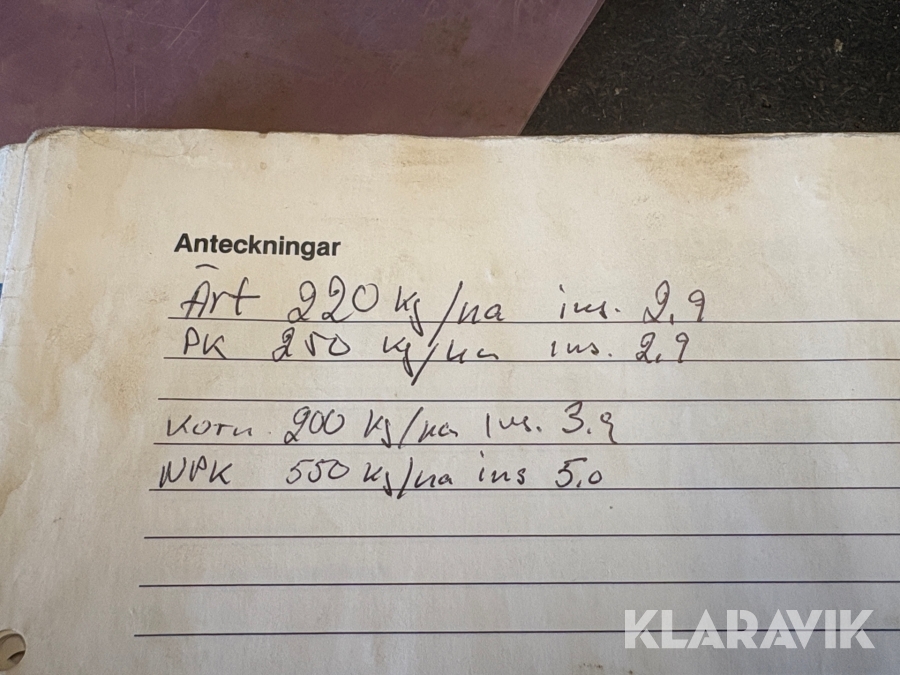 Anteckningar
Ärt 220 kg/ha ins. 2,9
PK 250 kg/ha ins. 2,9
Korn. 200 kg/ha ins. 3,9
NPK 550 kg/ha ins 5,0
KLARAVIK